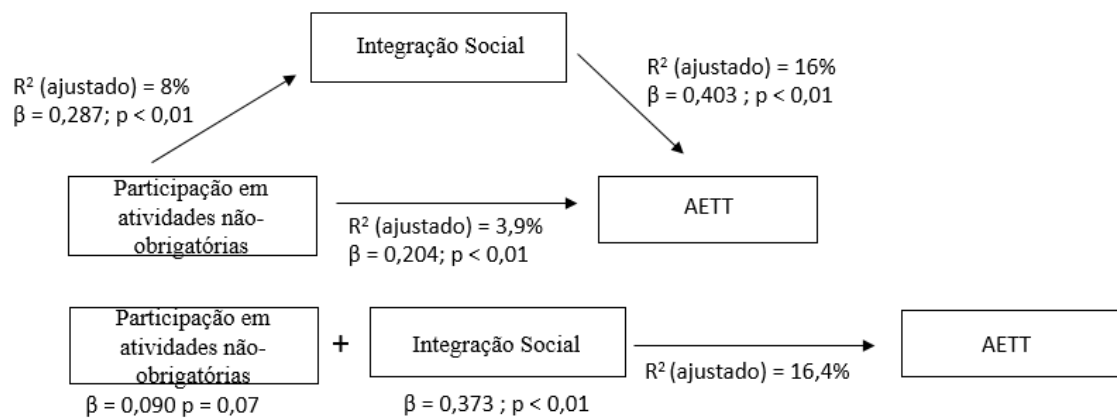 Integração Social
R² (ajustado) = 8%
β = 0,287; p < 0,01
R² (ajustado) = 16%
β = 0,403 ; p < 0,01
Participação em
atividades não-
obrigatórias
R² (ajustado) = 3,9%
β = 0,204; p < 0,01
AETT
Participação em
atividades não-
obrigatórias
+
Integração Social
R² (ajustado) = 16,4%
AETT
β = 0,090 p = 0,07
β = 0,373 ; p < 0,01